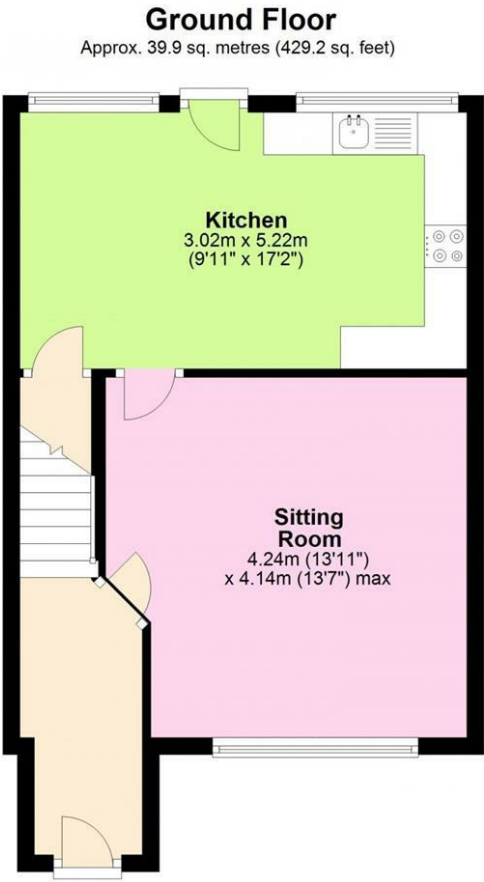 Ground Floor
Approx. 39.9 sq. metres (429.2 sq. feet)
Kitchen
3.02m x 5.22m
(9'11" x 17'2")
Sitting
Room
4.24m (13'11")
x 4.14m (13'7") max